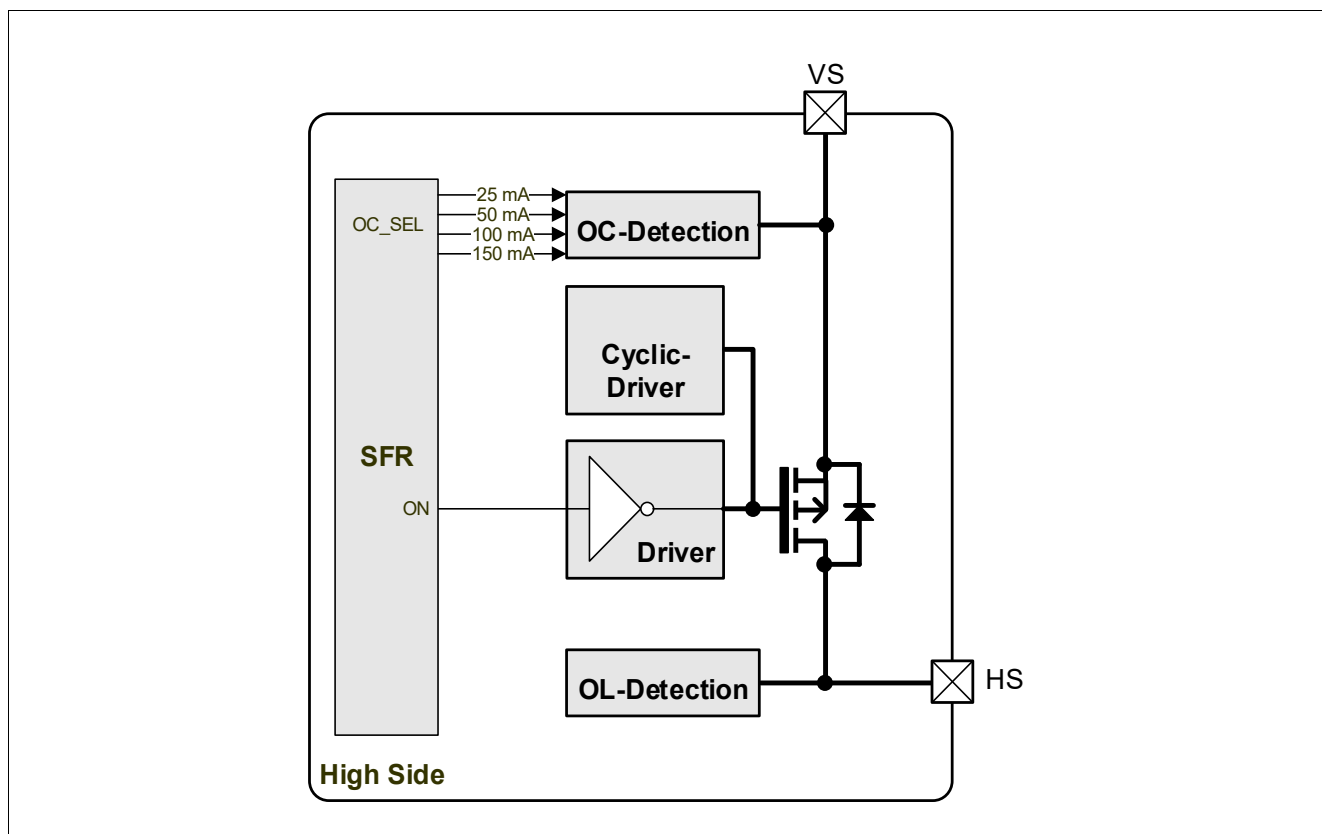 VS
25 mA
50 mA
100 mA
150 mA
OC_SEL
OC-Detection
Cyclic-
Driver
SFR
ON
Driver
OL-Detection
HS
High Side